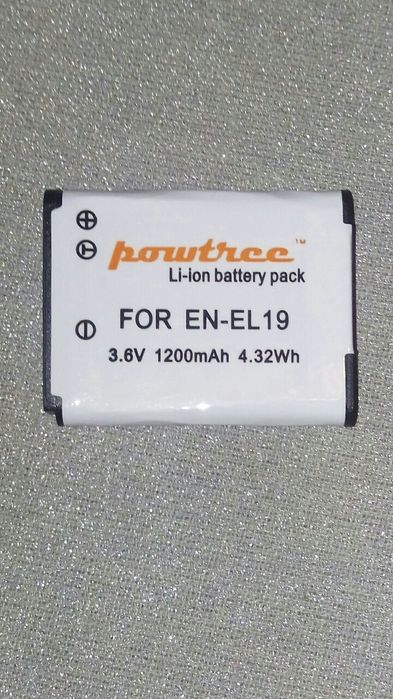 powtree™
Li-ion battery pack
FOR EN-EL19
3.6V 1200mAh 4.32Wh